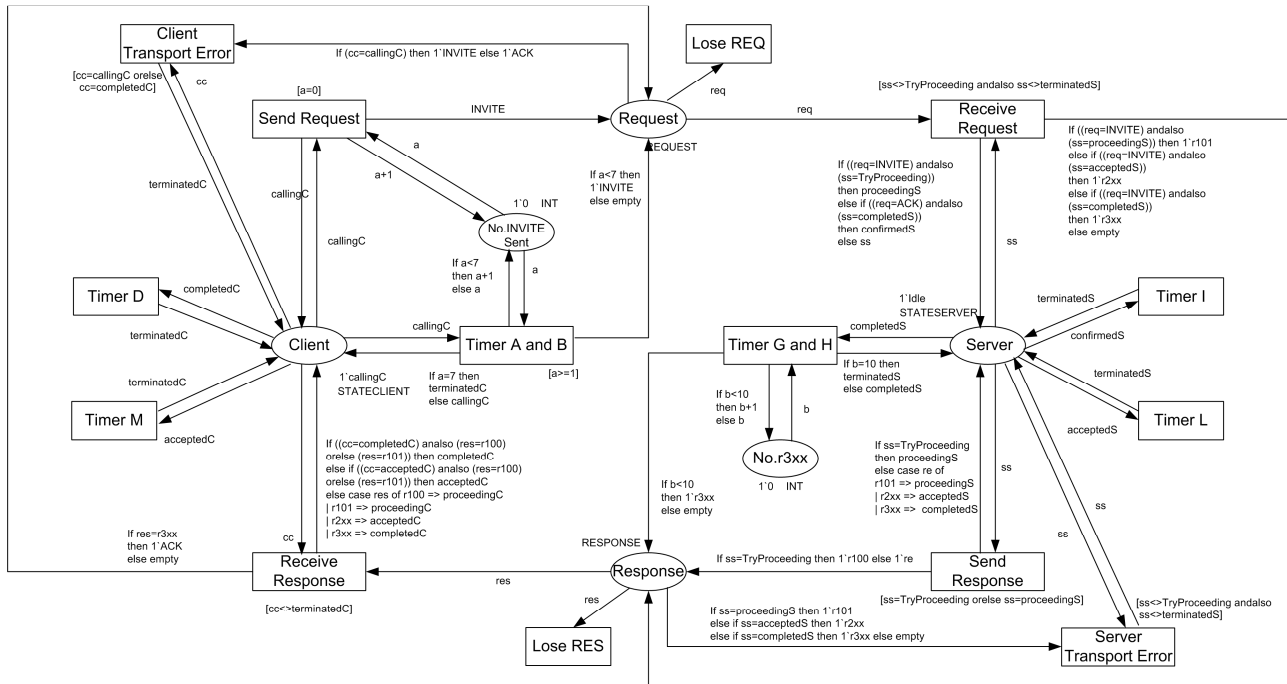 Client
Transport Error
If (cc=callingC) then 1`INVITE else 1`ACK
Lose REQ
[cc=callingC orelse
cc=completedC]
cc
req
[ss<>TryProceeding andalso ss<>terminatedS]
[a=0]
Send Request
INVITE
Request
REQUEST
req
Receive
Request
a
a+1
terminatedC
callingC
callingC
If a<7 then
1`INVITE
else empty
If ((req=INVITE) andalso
(ss=TryProceeding))
then proceedingS
else if ((req=ACK) andalso
(ss=completedS))
then confirmedS
else ss
ss
If ((req=INVITE) andalso
(ss=proceedingS)) then 1`r101
else if ((req=INVITE) andalso
(ss=acceptedS))
then 1`r2xx
else if ((req=INVITE) andalso
(ss=completedS))
then 1`r3xx
else empty
1`0 INT
No.INVITE
Sent
If a<7
then a+1
else a
a
Timer D
completedC
terminatedC
Client
callingC
Timer A and B
[a>=1]
1`callingC
STATECLIENT
If a=7 then
terminatedC
else callingC
terminatedC
Timer M
acceptedC
1`Idle
STATESERVER
completedS
Timer G and H
Server
If b=10 then
terminatedS
else completedS
terminatedS
Timer I
confirmedS
terminatedS
Timer L
acceptedS
If b<10
then b+1
else b
b
No.r3xx
1`0 INT
If ((cc=completedC) analso (res=r100)
orelse (res=r101)) then completedC
else if ((cc=acceptedC) analso (res=r100)
orelse (res=r101)) then acceptedC
else case res of r100 => proceedingC
| r101 => proceedingC
| r2xx => acceptedC
| r3xx => completedC
cc
If ss=TryProceeding
then proceedingS
else case re of
r101 => proceedingS
| r2xx => acceptedS
| r3xx => completedS
ss
ss
ss
If b<10
then 1`r3xx
else empty
If res=r3xx
then 1`ACK
else empty
Receive
Response
[cc<>terminatedC]
res
RESPONSE
Response
If ss=TryProceeding then 1`r100 else 1`re
Send
Response
[ss=TryProceeding orelse ss=proceedingS]
res
Lose RES
If ss=proceedingS then 1`r101
else if ss=acceptedS then 1`r2xx
else if ss=completedS then 1`r3xx else empty
[ss<>TryProceeding andalso
ss<>terminatedS]
Server
Transport Error